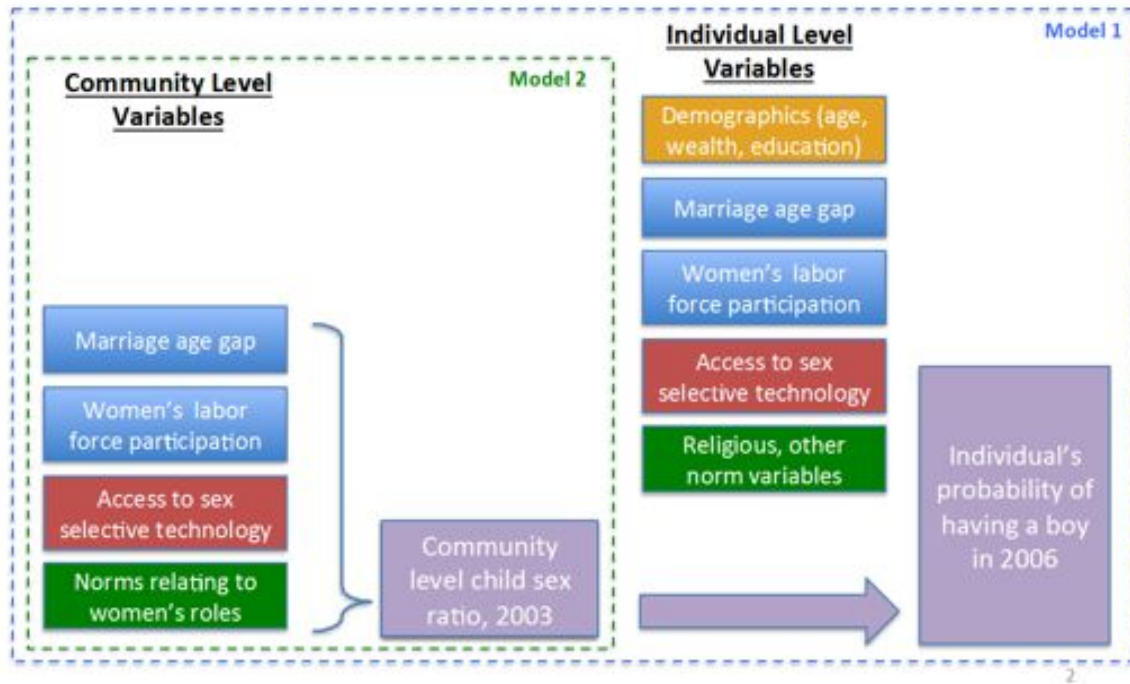 Model 1
Individual Level
Variables
Model 2
Community Level
Variables
Demographics (age,
wealth, education)
Marriage age gap
Women's labor
force participation
Access to sex
selective technology
Religious, other
norm variables
Marriage age gap
Women's labor
force participation
Access to sex
selective technology
Norms relating to
women's roles
Community
level child sex
ratio, 2003
Individual's
probability of
having a boy
in 2006
2